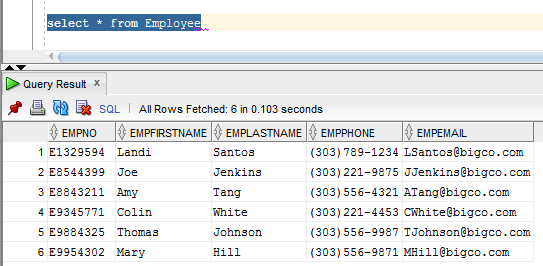 select * from Employee
Query Result x
SQL | All Rows Fetched: 6 in 0.103 seconds
EMPNO EMPFIRSTNAME EMPLASTNAME EMPPHONE EMPEMAIL
1 E1329594 Landi Santos (303)789-1234 LSantos@bigco.com
2 E8544399 Joe Jenkins (303)221-9875 JJenkins@bigco.com
3 E8843211 Amy Tang (303)556-4321 ATang@bigco.com
4 E9345771 Colin White (303)221-4453 CWhite@bigco.com
5 E9884325 Thomas Johnson (303)556-9987 TJohnson@bigco.com
6 E9954302 Mary Hill (303)556-9871 MHill@bigco.com